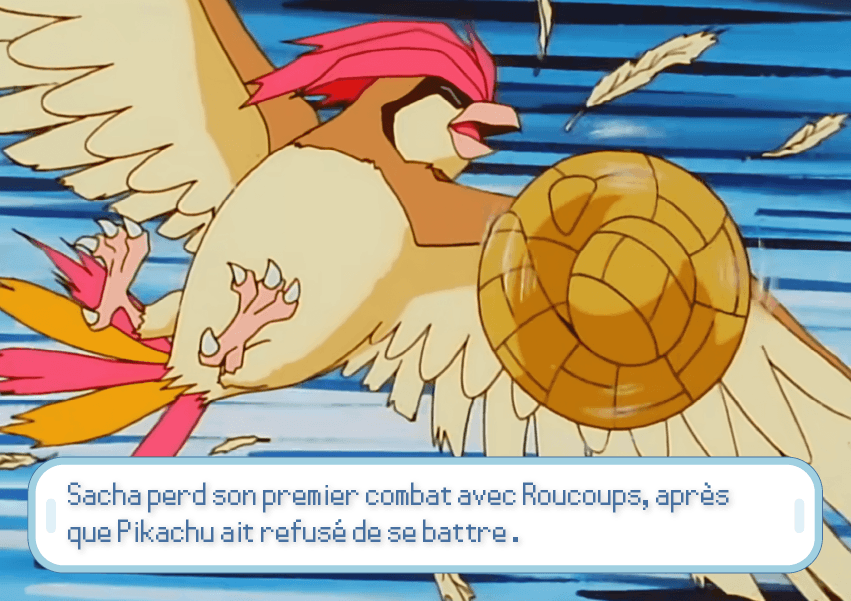 Sacha perd son premier combat avec Roucoups, après
que Pikachu ait refusé de se battre.